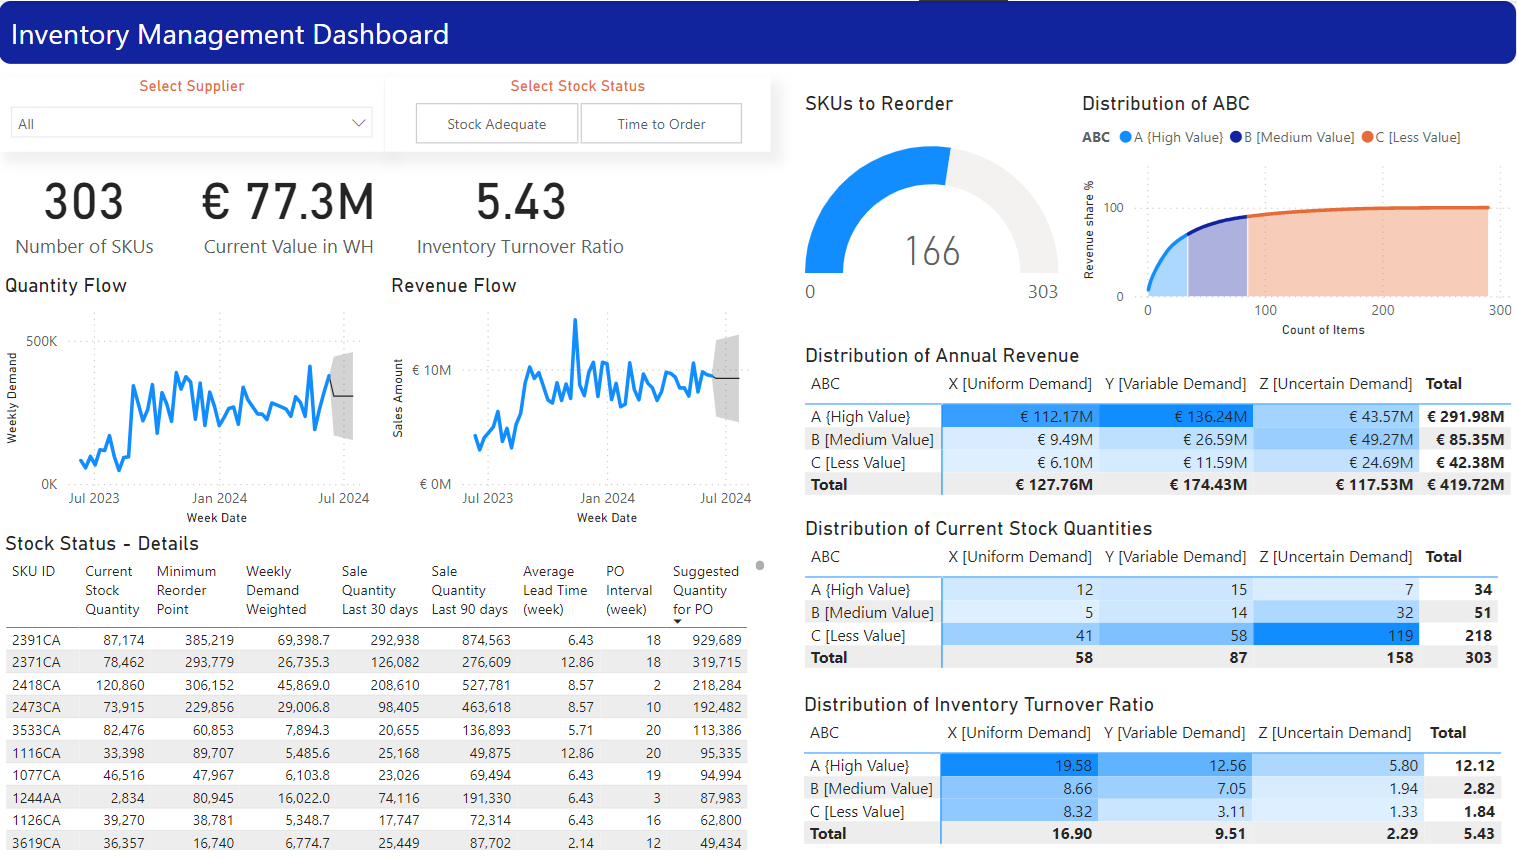 Inventory Management Dashboard
Select Supplier
All
Select Stock Status
Stock Adequate
Time to Order
303
Number of SKUs
€ 77.3M
Current Value in WH
5.43
Inventory Turnover Ratio
Quantity Flow
Weekly Demand
500K
0K
Jul 2023 Jan 2024 Jul 2024
Week Date
Revenue Flow
Sales Amount
€ 10M
€ 0M
Jul 2023 Jan 2024 Jul 2024
Week Date
Stock Status - Details
SKU ID Current Stock Quantity Minimum Reorder Point Weekly Demand Weighted Sale Quantity Last 30 days Sale Quantity Last 90 days Average Lead Time (week) PO Interval (week) Suggested Quantity for PO
2391CA 87,174 385,219 69,398.7 292,938 874,563 6.43 18 929,689
2371CA 78,462 293,779 26,735.3 126,082 276,609 12.86 18 319,715
2418CA 120,860 306,152 45,869.0 208,610 527,781 8.57 2 218,284
2473CA 73,915 229,856 29,006.8 98,405 463,618 8.57 10 192,482
3533CA 82,476 60,853 7,894.3 20,655 136,893 5.71 20 113,386
1116CA 33,398 89,707 5,485.6 25,168 49,875 12.86 20 95,335
1077CA 46,516 47,967 6,103.8 23,026 69,494 6.43 19 94,994
1244AA 2,834 80,945 16,022.0 74,116 191,330 6.43 3 87,983
1126CA 39,270 38,781 5,348.7 17,747 72,314 6.43 16 62,800
3619CA 36,357 16,740 6,774.7 25,449 87,702 2.14 12 49,434
SKUs to Reorder
166
0 303
Distribution of ABC
ABC A {High Value} B [Medium Value] C [Less Value]
Revenue share %
100
0
0 100 200 300
Count of Items
Distribution of Annual Revenue
ABC X [Uniform Demand] Y [Variable Demand] Z [Uncertain Demand] Total
A {High Value} € 112.17M € 136.24M € 43.57M € 291.98M
B [Medium Value] € 9.49M € 26.59M € 49.27M € 85.35M
C [Less Value] € 6.10M € 11.59M € 24.69M € 42.38M
Total € 127.76M € 174.43M € 117.53M € 419.72M
Distribution of Current Stock Quantities
ABC X [Uniform Demand] Y [Variable Demand] Z [Uncertain Demand] Total
A {High Value} 12 15 7 34
B [Medium Value] 5 14 32 51
C [Less Value] 41 58 119 218
Total 58 87 158 303
Distribution of Inventory Turnover Ratio
ABC X [Uniform Demand] Y [Variable Demand] Z [Uncertain Demand] Total
A {High Value} 19.58 12.56 5.80 12.12
B [Medium Value] 8.66 7.05 1.94 2.82
C [Less Value] 8.32 3.11 1.33 1.84
Total 16.90 9.51 2.29 5.43